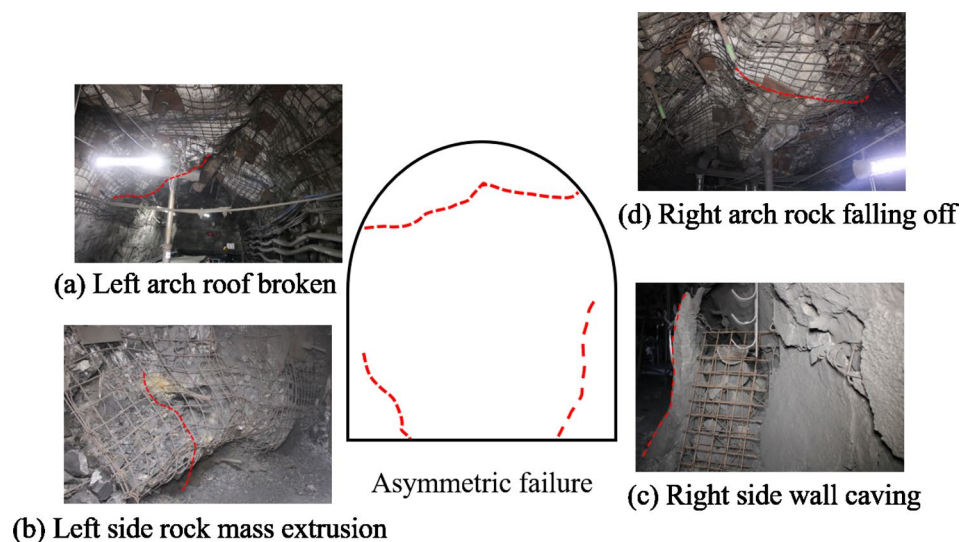 (a) Left arch roof broken
(b) Left side rock mass extrusion
Asymmetric failure
(d) Right arch rock falling off
(c) Right side wall caving